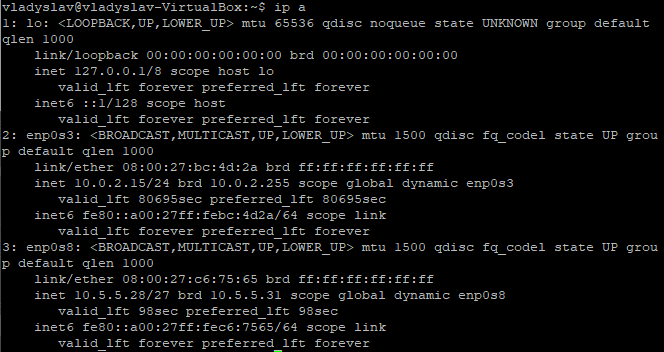 vladyslav@vladyslav-VirtualBox:~$ ip a
1: lo: <LOOPBACK,UP,LOWER_UP> mtu 65536 qdisc noqueue state UNKNOWN group default
qlen 1000
    link/loopback 00:00:00:00:00:00 brd 00:00:00:00:00:00
    inet 127.0.0.1/8 scope host lo
       valid_lft forever preferred_lft forever
    inet6 ::1/128 scope host
       valid_lft forever preferred_lft forever
2: enp0s3: <BROADCAST,MULTICAST,UP,LOWER_UP> mtu 1500 qdisc fq_codel state UP grou
p default qlen 1000
    link/ether 08:00:27:bc:4d:2a brd ff:ff:ff:ff:ff:ff
    inet 10.0.2.15/24 brd 10.0.2.255 scope global dynamic enp0s3
       valid_lft 80695sec preferred_lft 80695sec
    inet6 fe80::a00:27ff:febc:4d2a/64 scope link
       valid_lft forever preferred_lft forever
3: enp0s8: <BROADCAST,MULTICAST,UP,LOWER_UP> mtu 1500 qdisc fq_codel state UP grou
p default qlen 1000
    link/ether 08:00:27:c6:75:65 brd ff:ff:ff:ff:ff:ff
    inet 10.5.5.28/27 brd 10.5.5.31 scope global dynamic enp0s8
       valid_lft 98sec preferred_lft 98sec
    inet6 fe80::a00:27ff:fec6:7565/64 scope link
       valid_lft forever preferred_lft forever